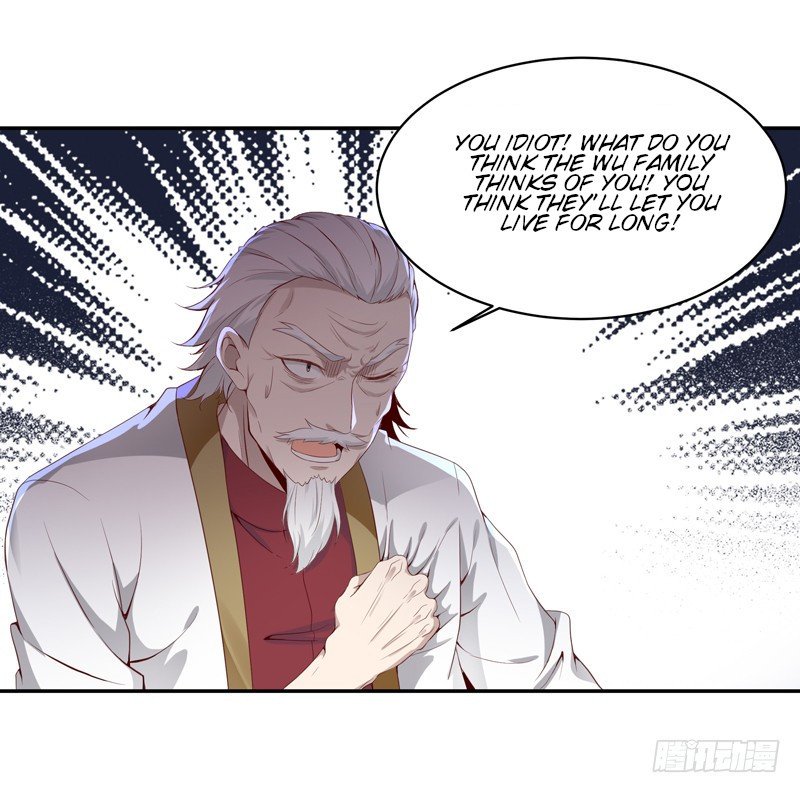 YOU IDIOT! WHAT DO YOU
THINK THE WU FAMILY
THINKS OF YOU! YOU
THINK THEY'LL LET YOU
LIVE FOR LONG!
腾讯动漫